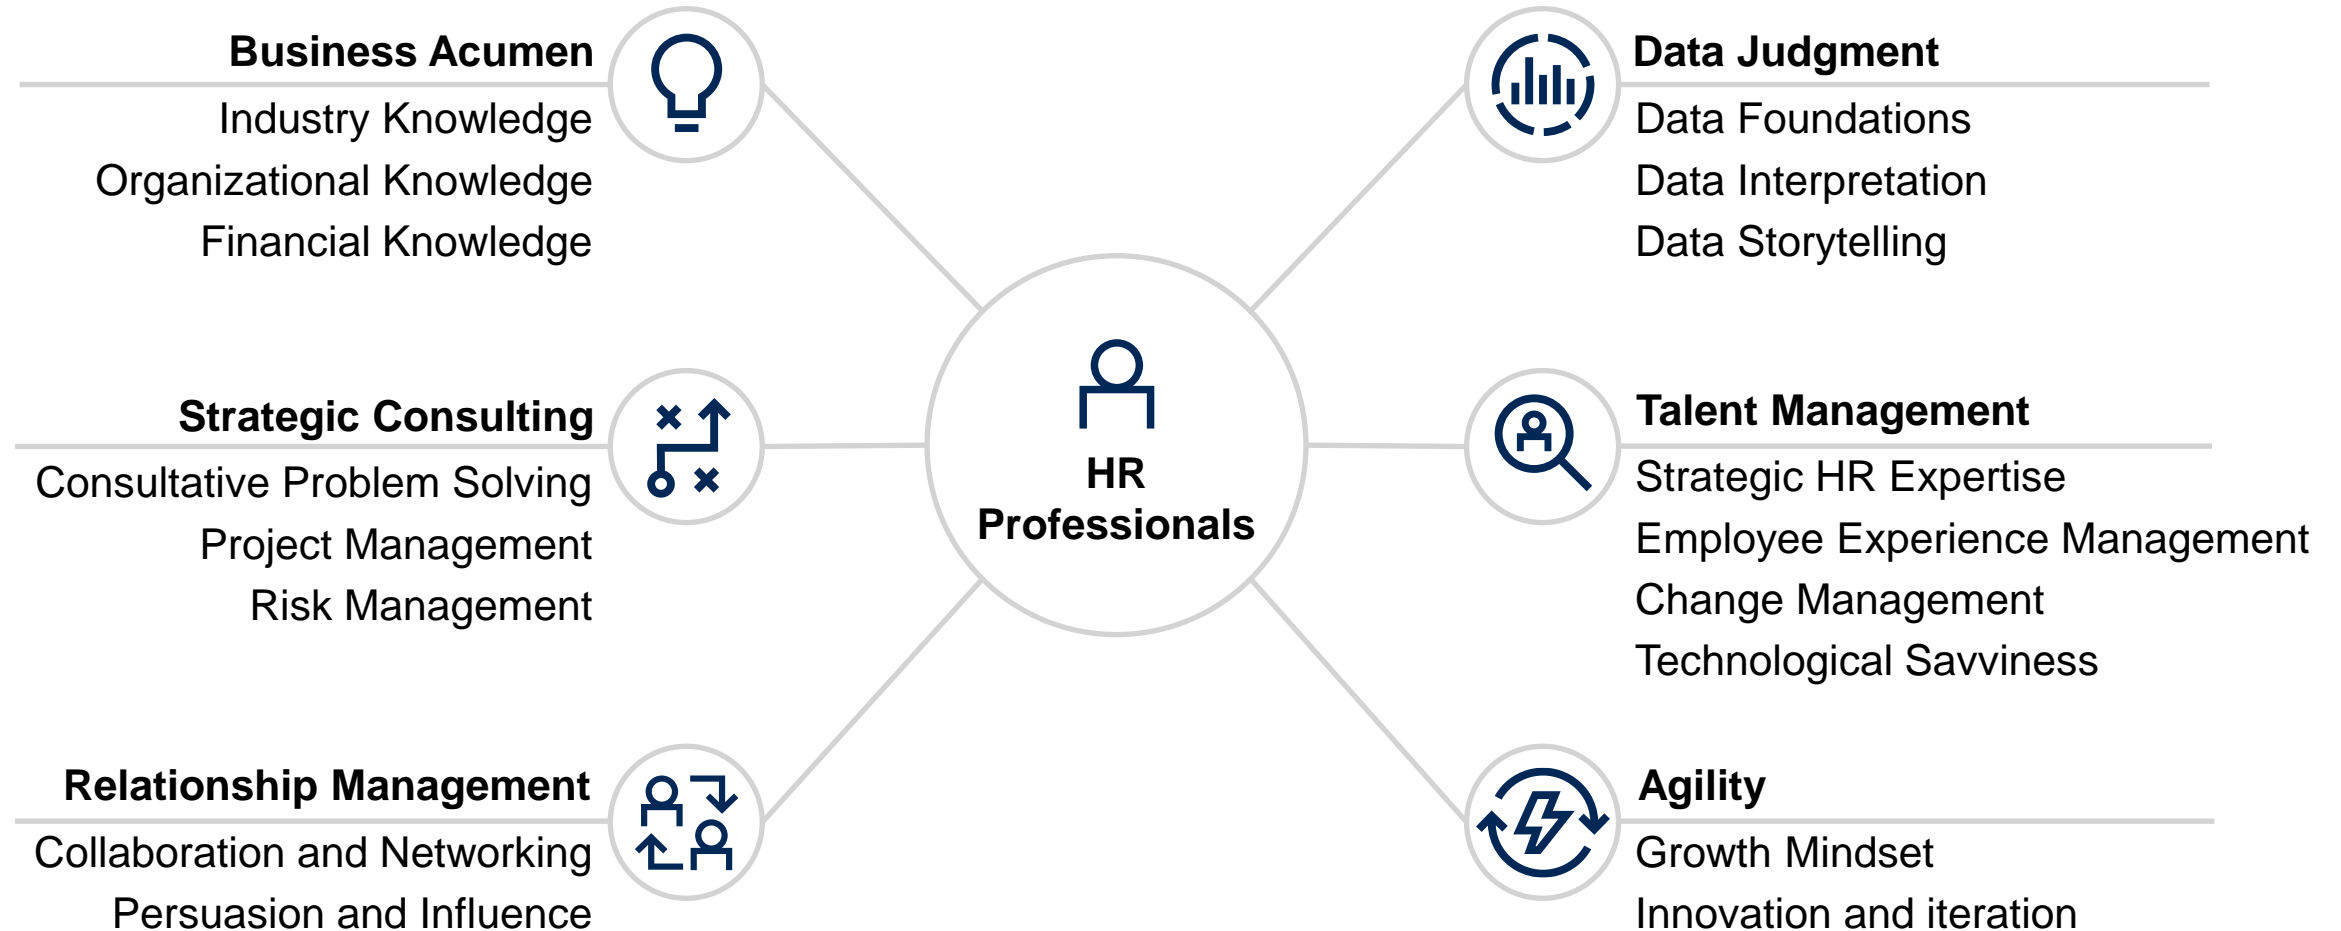 Business Acumen
Industry Knowledge
Organizational Knowledge
Financial Knowledge
Strategic Consulting
Consultative Problem Solving
Project Management
Risk Management
Relationship Management
Collaboration and Networking
Persuasion and Influence
HR
Professionals
Data Judgment
Data Foundations
Data Interpretation
Data Storytelling
Talent Management
Strategic HR Expertise
Employee Experience Management
Change Management
Technological Savviness
Agility
Growth Mindset
Innovation and iteration